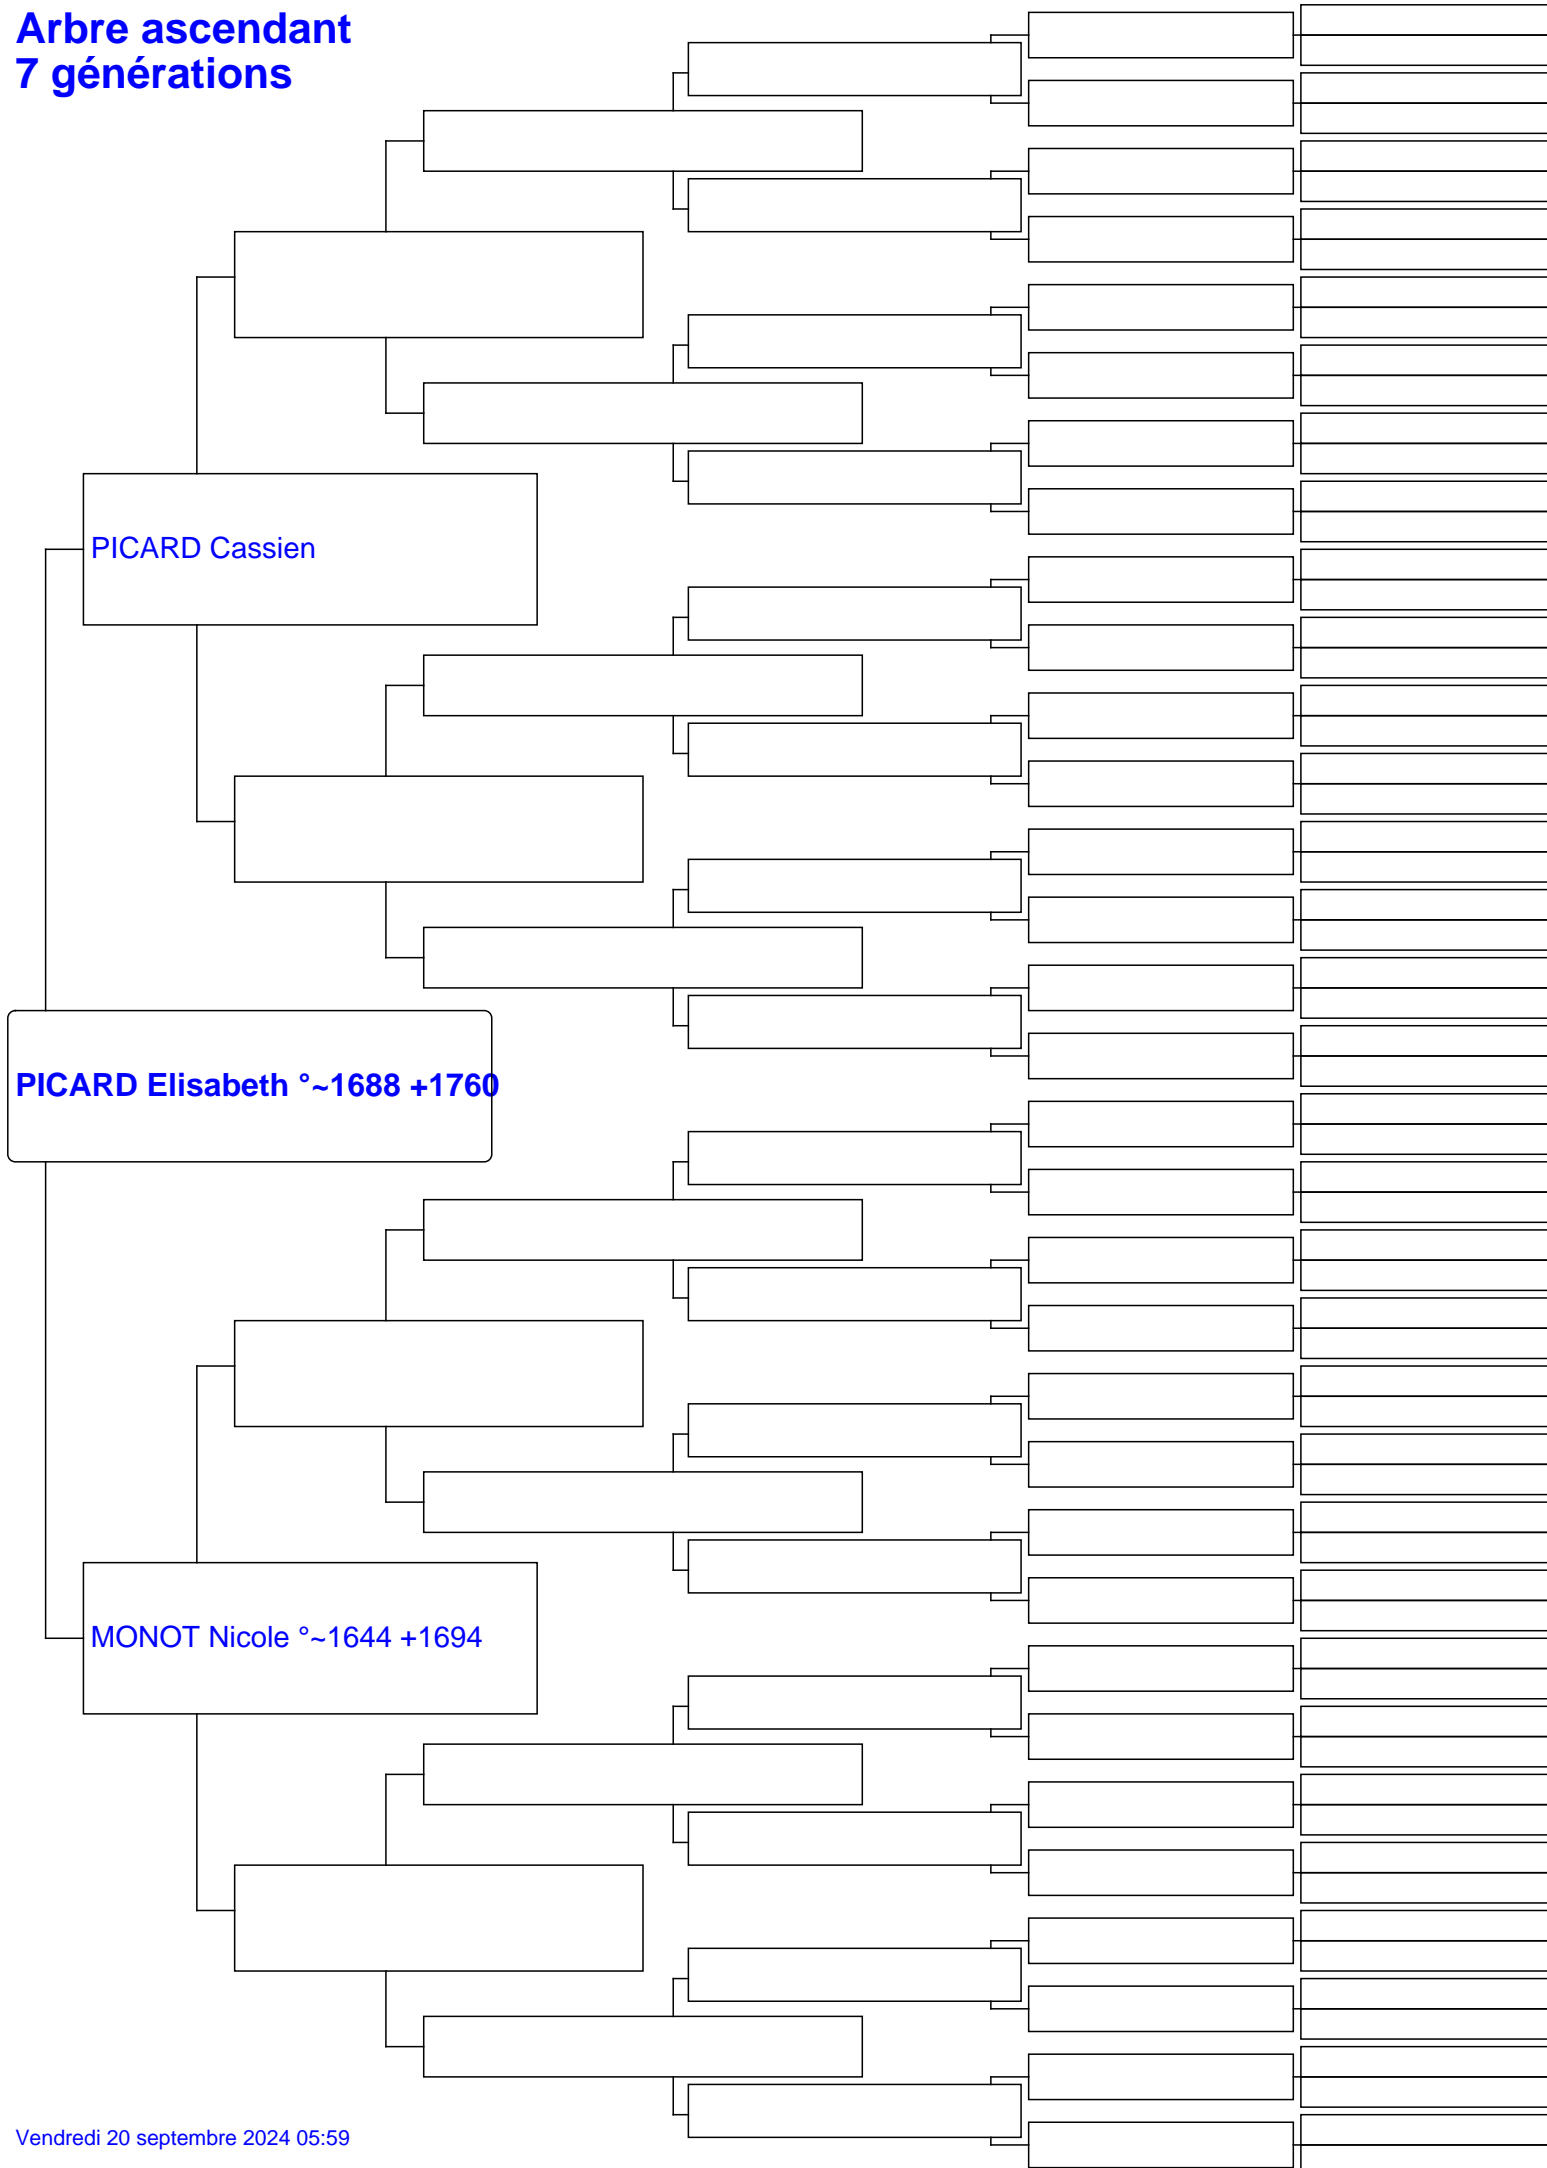 Arbre ascendant
7 générations
PICARD Cassien
PICARD Elisabeth °~1688 +1760
MONOT Nicole °~1644 +1694
Vendredi 20 septembre 2024 05:59